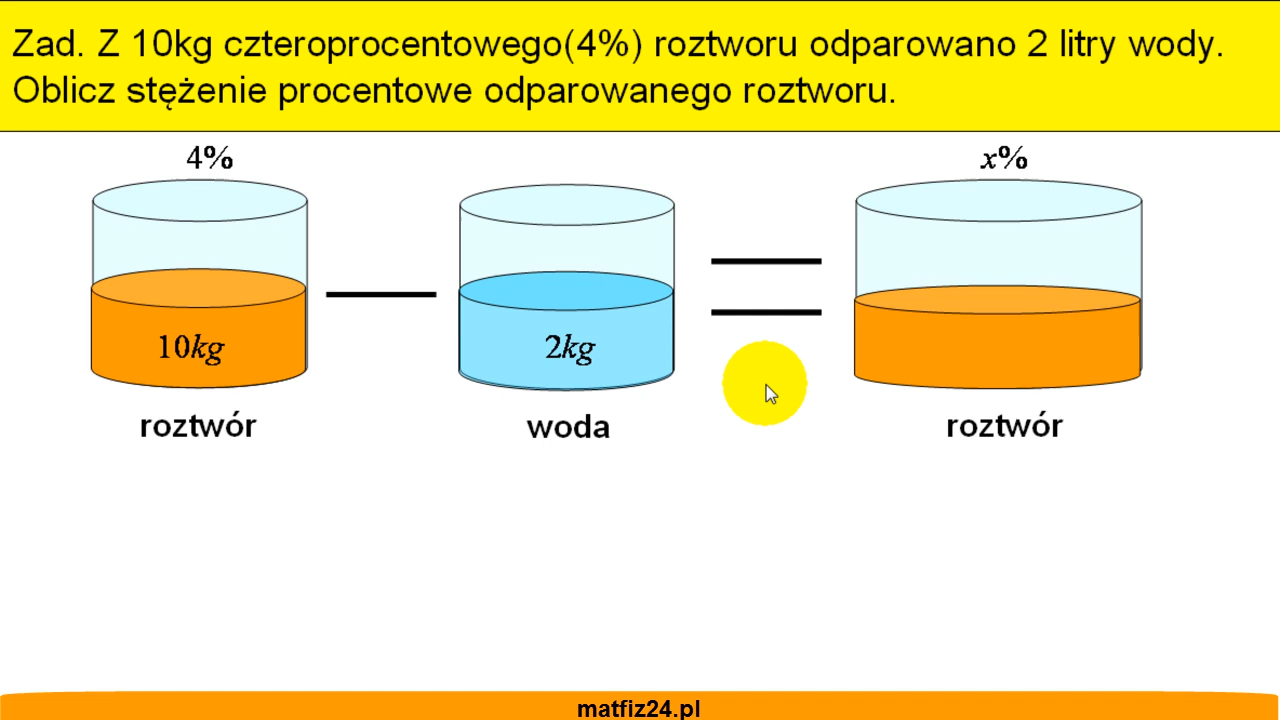 Zad. Z 10kg czteroprocentowego(4%) roztworu odparowano 2 litry wody.
Oblicz stężenie procentowe odparowanego roztworu.
4%
x%
10kg
2kg
roztwór
woda
roztwór
matfiz24.pl